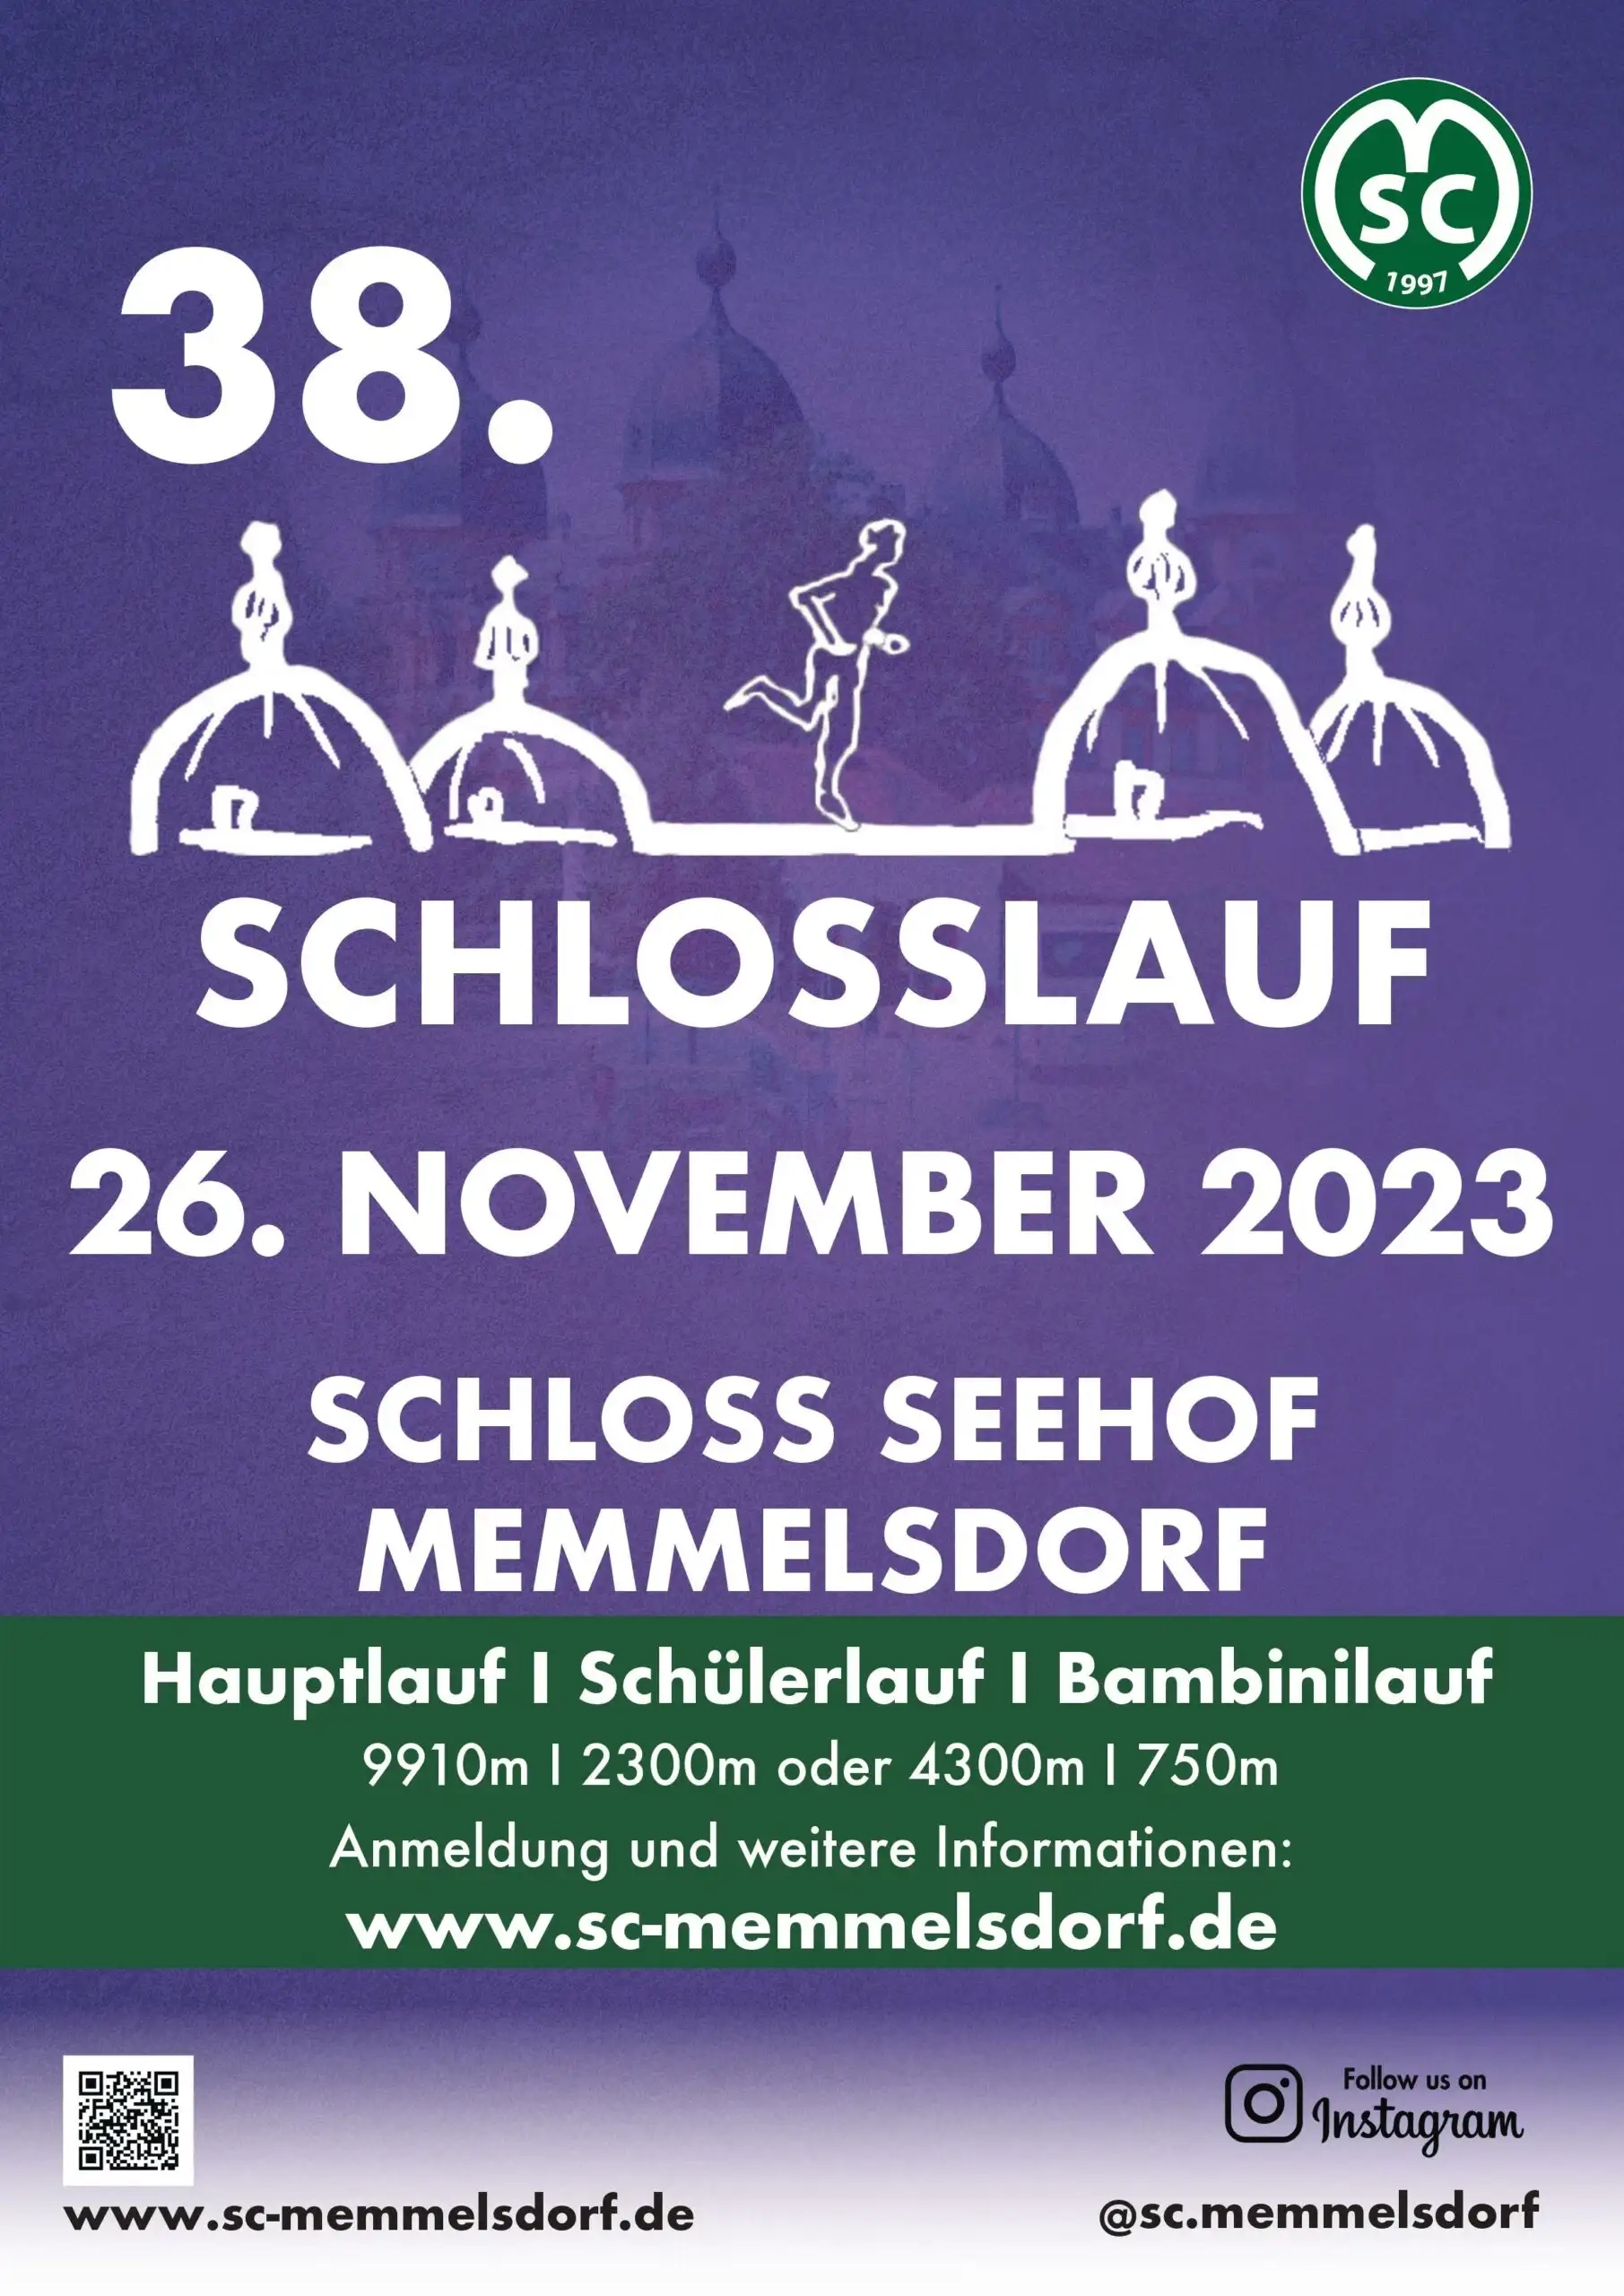 M
SC
1997
38.
SCHLOSSLAUF
26. NOVEMBER 2023
SCHLOSS SEEHOF
MEMMELSDORF
Hauptlauf I Schülerlauf I Bambinilauf
9910m I 2300m oder 4300m I 750m
Anmeldung und weitere Informationen:
www.sc-memmelsdorf.de
Follow us on
Instagram
www.sc-memmelsdorf.de
@sc.memmelsdorf